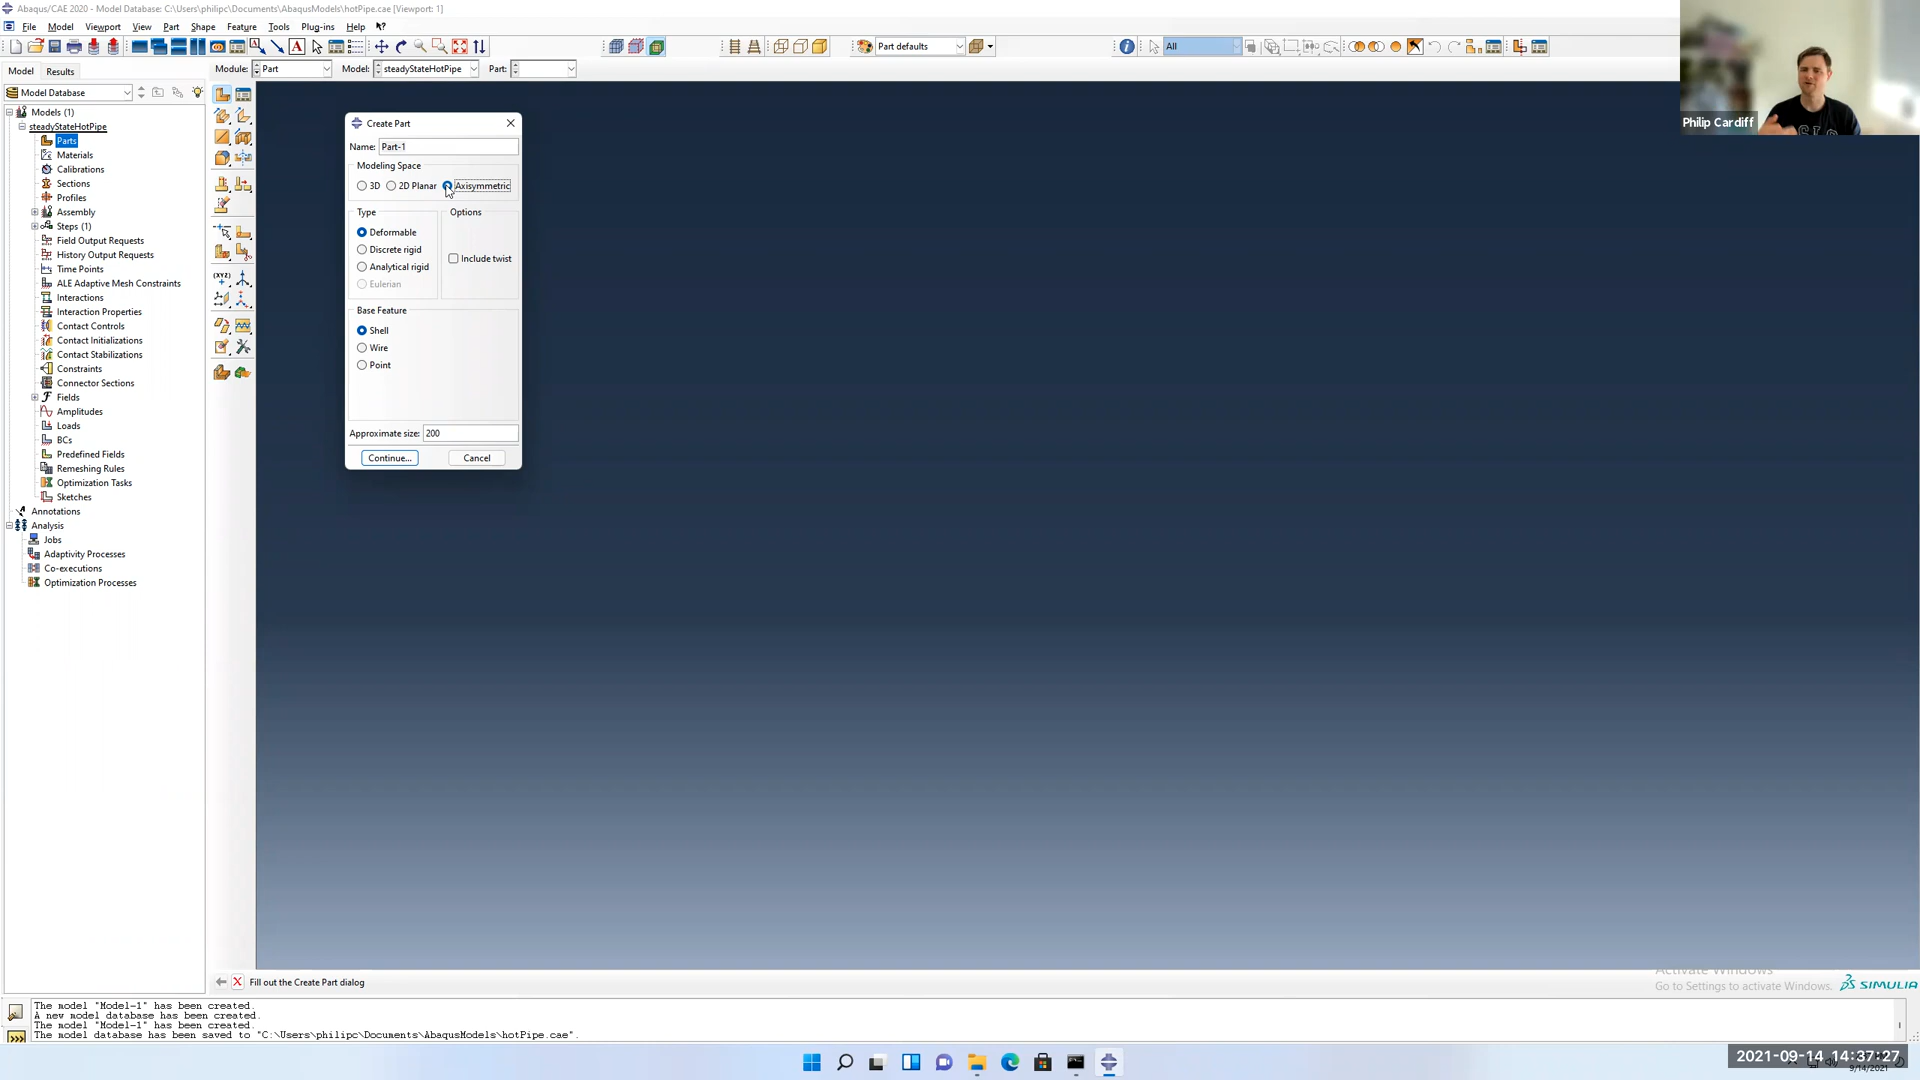 Abaqus/CAE 2020 - Model Database: C:\Users\philipc\Documents\AbaqusModels\hotPipe.cae [Viewport: 1]
File Model Viewport View Part Shape Feature Tools Plug-ins Help
Part defaults
All
Model Results
Module: Part Model: steadyStateHotPipe Part:
Model Database
Models (1)
steadyStateHotPipe
Parts
Materials
Calibrations
Sections
Profiles
Assembly
Steps (1)
Field Output Requests
History Output Requests
Time Points
ALE Adaptive Mesh Constraints
Interactions
Interaction Properties
Contact Controls
Contact Initializations
Contact Stabilizations
Constraints
Connector Sections
Fields
Amplitudes
Loads
BCs
Predefined Fields
Remeshing Rules
Optimization Tasks
Sketches
Annotations
Analysis
Jobs
Adaptivity Processes
Co-executions
Optimization Processes
(XYZ)
Create Part
Name: Part-1
Modeling Space
3D 2D Planar Axisymmetric
Type
Options
Deformable
Discrete rigid
Analytical rigid
Eulerian
Include twist
Base Feature
Shell
Wire
Point
Approximate size: 200
Continue... Cancel
Philip Cardiff
Fill out the Create Part dialog
Activate Windows
Go to Settings to activate Windows.
SIMULIA
The model "Model-1" has been created.
A new model database has been created.
The model "Model-1" has been created.
The model database has been saved to "C:\Users\philipc\Documents\AbaqusModels\hotPipe.cae".
2021-09-14 14:37:27
9/14/2021